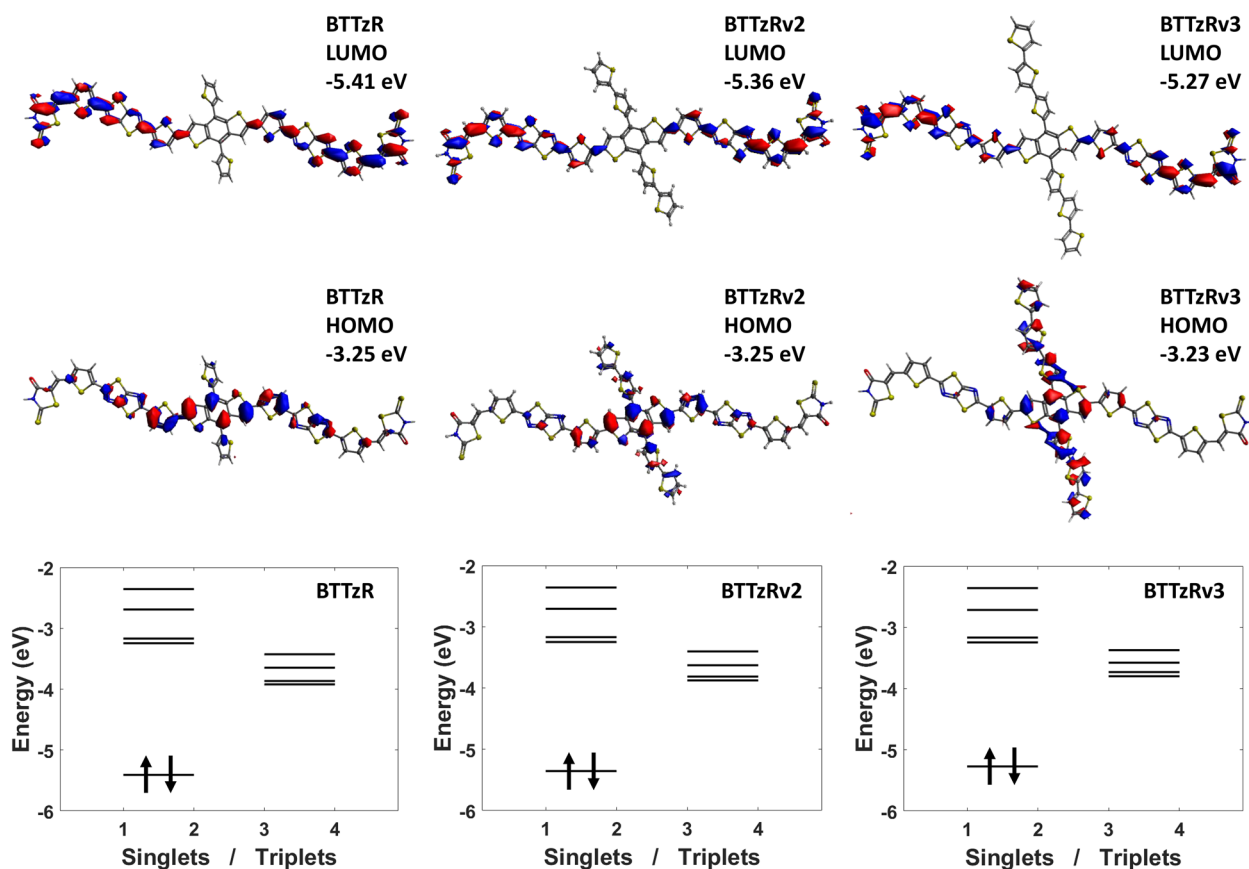 BTTzR
LUMO
-5.41 eV
BTTzRv2
LUMO
-5.36 eV
BTTzRv3
LUMO
-5.27 eV
BTTzR
HOMO
-3.25 eV
BTTzRv2
HOMO
-3.25 eV
BTTzRv3
HOMO
-3.23 eV
BTTzR
-2
-3
-4
-5
-6
Energy (eV)
1 2 3 4
Singlets / Triplets
BTTzRv2
-2
-3
-4
-5
-6
Energy (eV)
1 2 3 4
Singlets / Triplets
BTTzRv3
-2
-3
-4
-5
-6
Energy (eV)
1 2 3 4
Singlets / Triplets